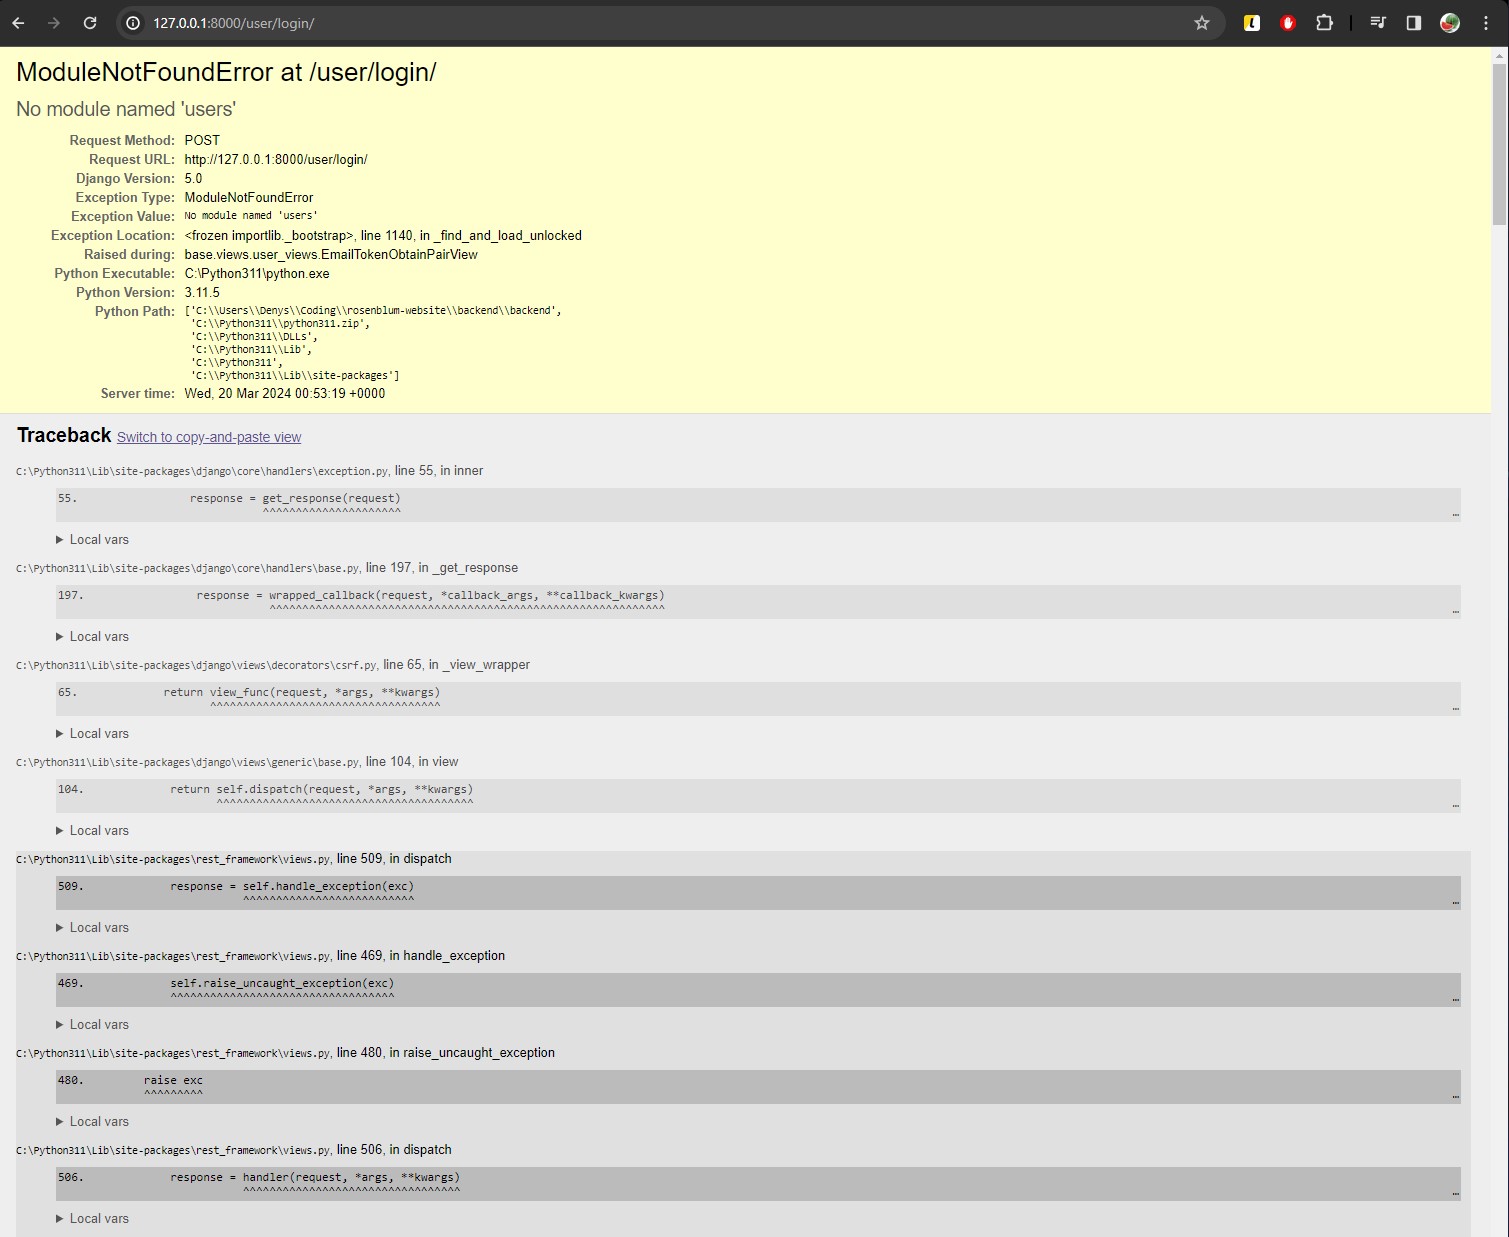 127.0.0.1:8000/user/login/
ModuleNotFoundError at /user/login/
No module named 'users'
Request Method: POST
Request URL: http://127.0.0.1:8000/user/login/
Django Version: 5.0
Exception Type: ModuleNotFoundError
Exception Value: No module named 'users'
Exception Location: <frozen importlib._bootstrap>, line 1140, in _find_and_load_unlocked
Raised during: base.views.user_views.EmailTokenObtainPairView
Python Executable: C:\Python311\python.exe
Python Version: 3.11.5
Python Path: ['C:\\Users\\Denys\\Coding\\rosenblum-website\\backend\\backend',
'C:\\Python311\\python311.zip',
'C:\\Python311\\DLLs',
'C:\\Python311\\Lib',
'C:\\Python311',
'C:\\Python311\\Lib\\site-packages']
Server time: Wed, 20 Mar 2024 00:53:19 +0000
Traceback Switch to copy-and-paste view
C:\Python311\Lib\site-packages\django\core\handlers\exception.py, line 55, in inner
55. response = get_response(request)
^^^^^^^^^^^^^^^^^^^^^
…
▶ Local vars
C:\Python311\Lib\site-packages\django\core\handlers\base.py, line 197, in _get_response
197. response = wrapped_callback(request, *callback_args, **callback_kwargs)
^^^^^^^^^^^^^^^^^^^^^^^^^^^^^^^^^^^^^^^^^^^^^^^^^^^^^^^^^^^^
…
▶ Local vars
C:\Python311\Lib\site-packages\django\views\decorators\csrf.py, line 65, in _view_wrapper
65. return view_func(request, *args, **kwargs)
^^^^^^^^^^^^^^^^^^^^^^^^^^^^^^^^^^^
…
▶ Local vars
C:\Python311\Lib\site-packages\django\views\generic\base.py, line 104, in view
104. return self.dispatch(request, *args, **kwargs)
^^^^^^^^^^^^^^^^^^^^^^^^^^^^^^^^^^^^^^^
…
▶ Local vars
C:\Python311\Lib\site-packages\rest_framework\views.py, line 509, in dispatch
509. response = self.handle_exception(exc)
^^^^^^^^^^^^^^^^^^^^^^^^^^
…
▶ Local vars
C:\Python311\Lib\site-packages\rest_framework\views.py, line 469, in handle_exception
469. self.raise_uncaught_exception(exc)
^^^^^^^^^^^^^^^^^^^^^^^^^^^^^^^^^^
…
▶ Local vars
C:\Python311\Lib\site-packages\rest_framework\views.py, line 480, in raise_uncaught_exception
480. raise exc
^^^^^^^^^
…
▶ Local vars
C:\Python311\Lib\site-packages\rest_framework\views.py, line 506, in dispatch
506. response = handler(request, *args, **kwargs)
^^^^^^^^^^^^^^^^^^^^^^^^^^^^^^^^^
…
▶ Local vars